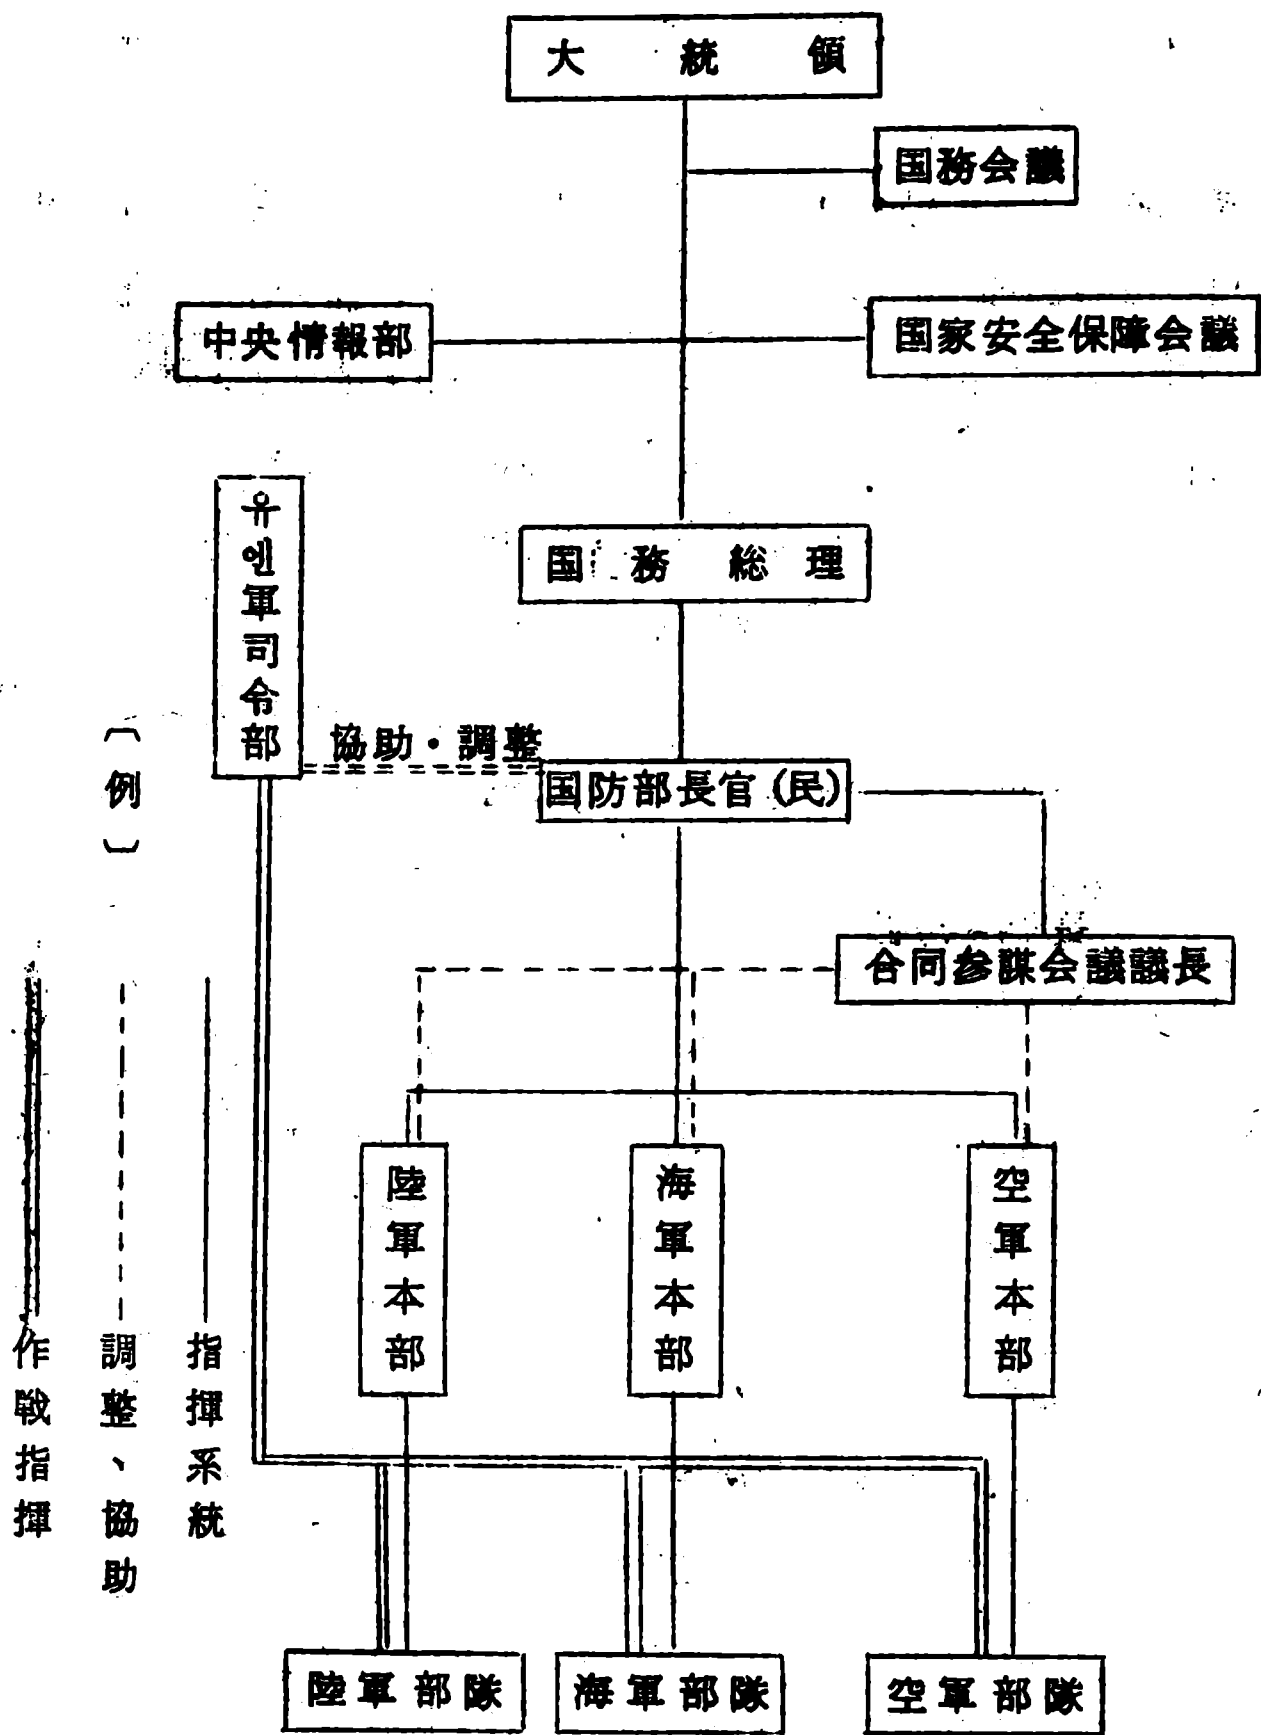 大統領
国務会議
中央情報部
国家安全保障会議
유엔軍司令部
国務総理
協助・調整
国防部長官(民)
合同参謀会議議長
陸軍本部
海軍本部
空軍本部
陸軍部隊
海軍部隊
空軍部隊
〔例〕
指揮系統
調整、協助
作戦指揮